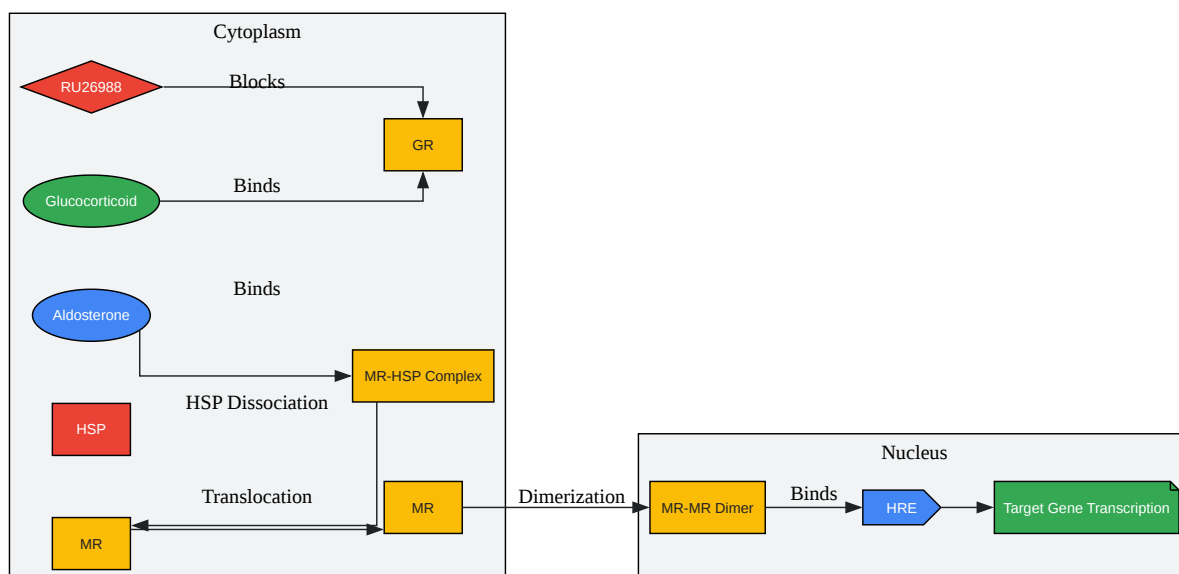 Cytoplasm
RU26988
Blocks
GR
Glucocorticoid
Binds
Aldosterone
Binds
MR-HSP Complex
HSP Dissociation
HSP
Translocation
MR
MR
Dimerization
Nucleus
MR-MR Dimer
Binds
HRE
Target Gene Transcription